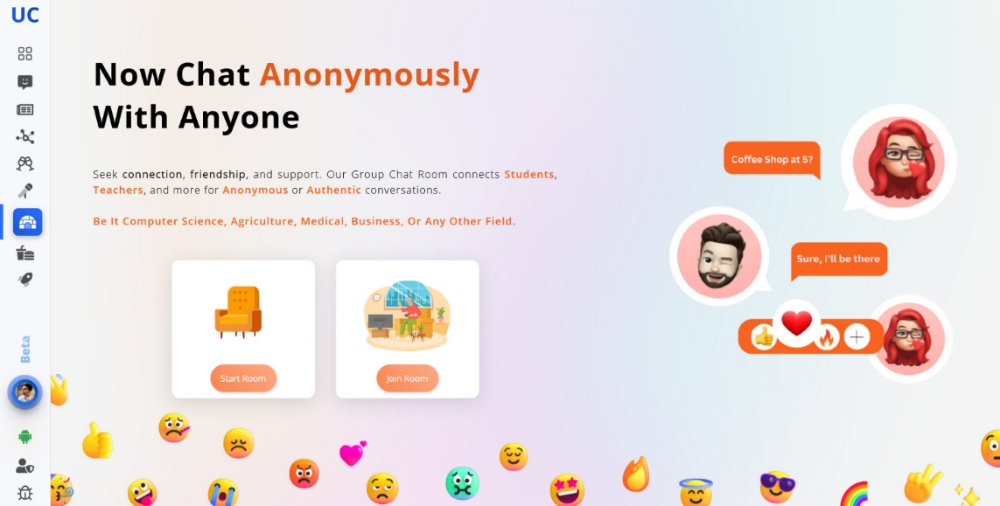 UC
Now Chat Anonymously
With Anyone
Seek connection, friendship, and support. Our Group Chat Room connects Students,
Teachers, and more for Anonymous or Authentic conversations.
Be It Computer Science, Agriculture, Medical, Business, Or Any Other Field.
Start Room
Join Room
Coffee Shop at 5?
Sure, I'll be there
Beta